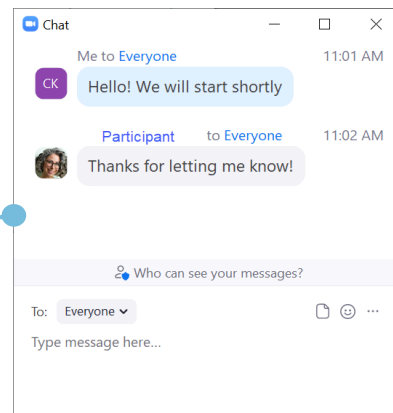 Chat
Me to Everyone 11:01 AM
CK
Hello! We will start shortly
Participant to Everyone 11:02 AM
Thanks for letting me know!
Who can see your messages?
To: Everyone
Type message here...